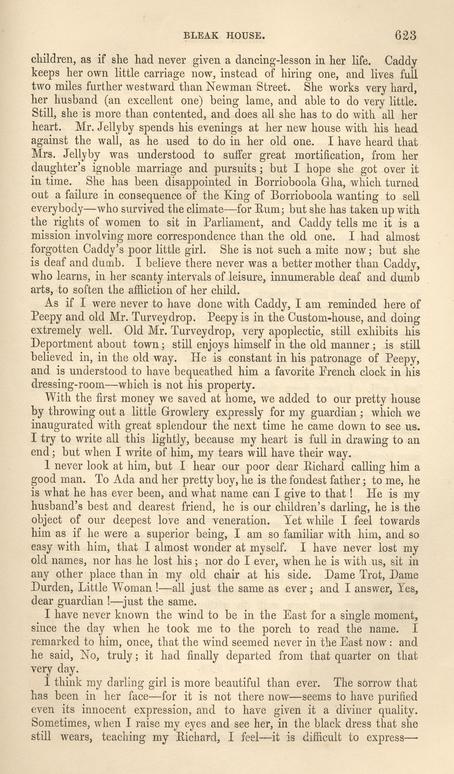 BLEAK HOUSE. 623
children, as if she had never given a dancing-lesson in her life. Caddy
keeps her own little carriage now, instead of hiring one, and lives full
two miles further westward than Newman Street. She works very hard,
her husband (an excellent one) being lame, and able to do very little.
Still, she is more than contented, and does all she has to do with all her
heart. Mr. Jellyby spends his evenings at her new house with his head
against the wall, as he used to do in her old one. I have heard that
Mrs. Jellyby was understood to suffer great mortification, from her
daughter's ignoble marriage and pursuits; but I hope she got over it
in time. She has been disappointed in Borrioboola Gha, which turned
out a failure in consequence of the King of Borrioboola wanting to sell
everybody—who survived the climate—for Rum; but she has taken up with
the rights of women to sit in Parliament, and Caddy tells me it is a
mission involving more correspondence than the old one. I had almost
forgotten Caddy's poor little girl. She is not such a mite now; but she
is deaf and dumb. I believe there never was a better mother than Caddy,
who learns, in her scanty intervals of leisure, innumerable deaf and dumb
arts, to soften the affliction of her child.
As if I were never to have done with Caddy, I am reminded here of
Peepy and old Mr. Turveydrop. Peepy is in the Custom-house, and doing
extremely well. Old Mr. Turveydrop, very apoplectic, still exhibits his
Deportment about town; still enjoys himself in the old manner; is still
believed in, in the old way. He is constant in his patronage of Peepy,
and is understood to have bequeathed him a favorite French clock in his
dressing-room—which is not his property.
With the first money we saved at home, we added to our pretty house
by throwing out a little Growlery expressly for my guardian; which we
inaugurated with great splendour the next time he came down to see us.
I try to write all this lightly, because my heart is full in drawing to an
end; but when I write of him, my tears will have their way.
I never look at him, but I hear our poor dear Richard calling him a
good man. To Ada and her pretty boy, he is the fondest father; to me, he
is what he has ever been, and what name can I give to that! He is my
husband's best and dearest friend, he is our children's darling, he is the
object of our deepest love and veneration. Yet while I feel towards
him as if he were a superior being, I am so familiar with him, and so
easy with him, that I almost wonder at myself. I have never lost my
old names, nor has he lost his; nor do I ever, when he is with us, sit in
any other place than in my old chair at his side. Dame Trot, Dame
Durden, Little Woman!—all just the same as ever; and I answer, Yes,
dear guardian!—just the same.
I have never known the wind to be in the East for a single moment,
since the day when he took me to the porch to read the name. I
remarked to him, once, that the wind seemed never in the East now: and
he said, No, truly; it had finally departed from that quarter on that
very day.
I think my darling girl is more beautiful than ever. The sorrow that
has been in her face—for it is not there now—seems to have purified
even its innocent expression, and to have given it a diviner quality.
Sometimes, when I raise my eyes and see her, in the black dress that she
still wears, teaching my Richard, I feel—it is difficult to express—